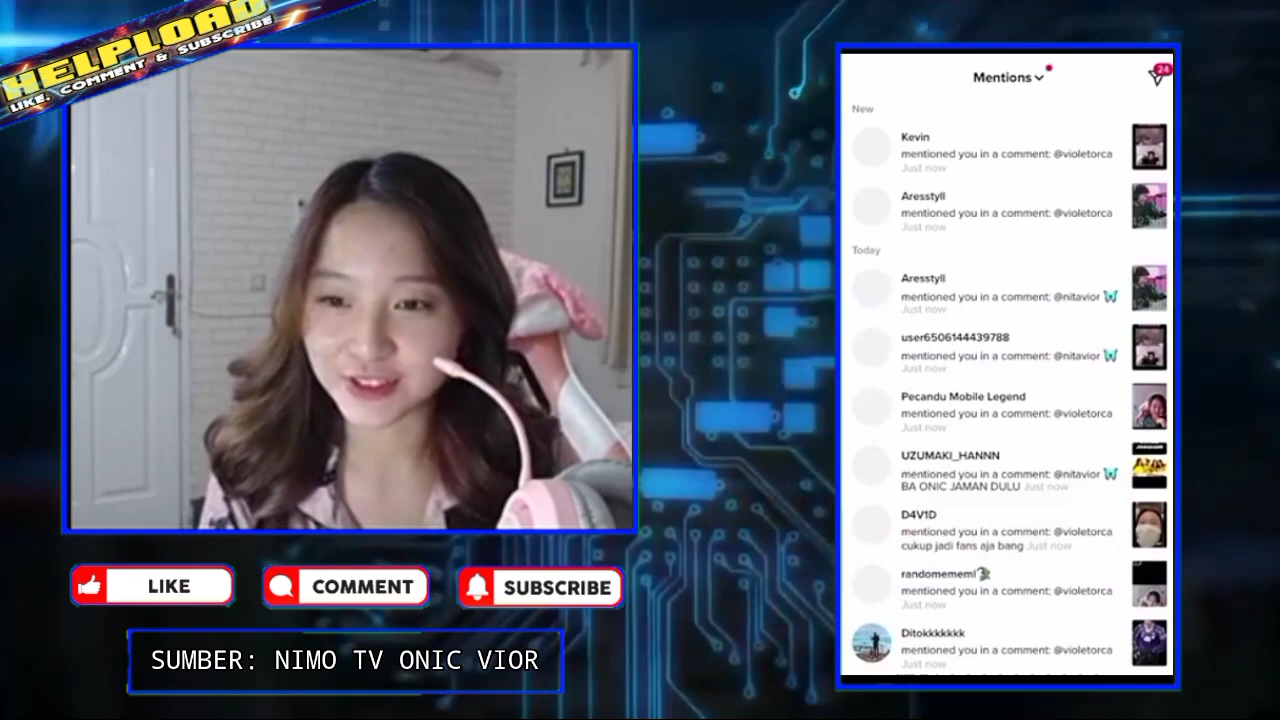 HELPLOAD
LIKE, COMMENT & SUBSCRIBE
Mentions
24
New
Kevin
mentioned you in a comment: @violetorca
Just now
Aresstyll
mentioned you in a comment: @violetorca
Just now
Today
Aresstyll
mentioned you in a comment: @nitavior
Just now
user6506144439788
mentioned you in a comment: @nitavior
Just now
Pecandu Mobile Legend
mentioned you in a comment: @violetorca
Just now
UZUMAKI_HANNN
mentioned you in a comment: @nitavior
BA ONIC JAMAN DULU Just now
D4V1D
mentioned you in a comment: @violetorca
cukup jadi fans aja bang Just now
randomememl
mentioned you in a comment: @violetorca
Just now
Ditokkkkkkk
mentioned you in a comment: @violetorca
Just now
LIKE
COMMENT
SUBSCRIBE
SUMBER: NIMO TV ONIC VIOR